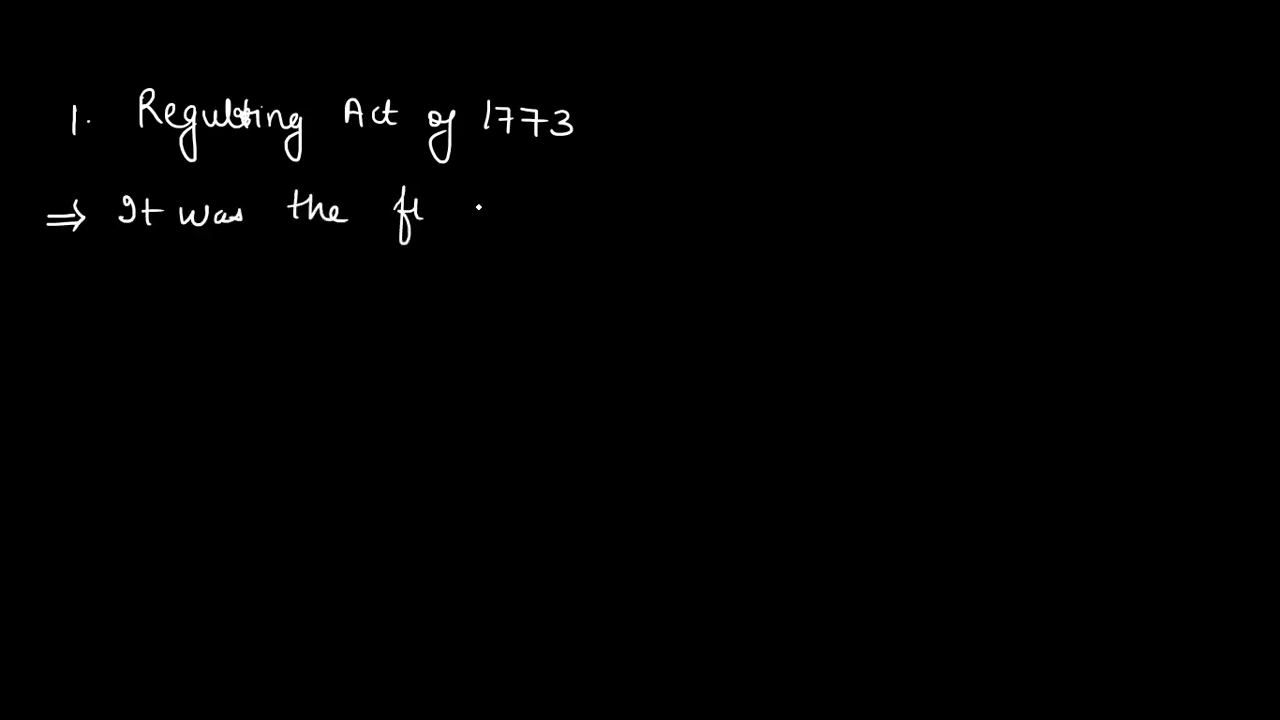 1. Regulating Act of 1773
⇒ It was the fi